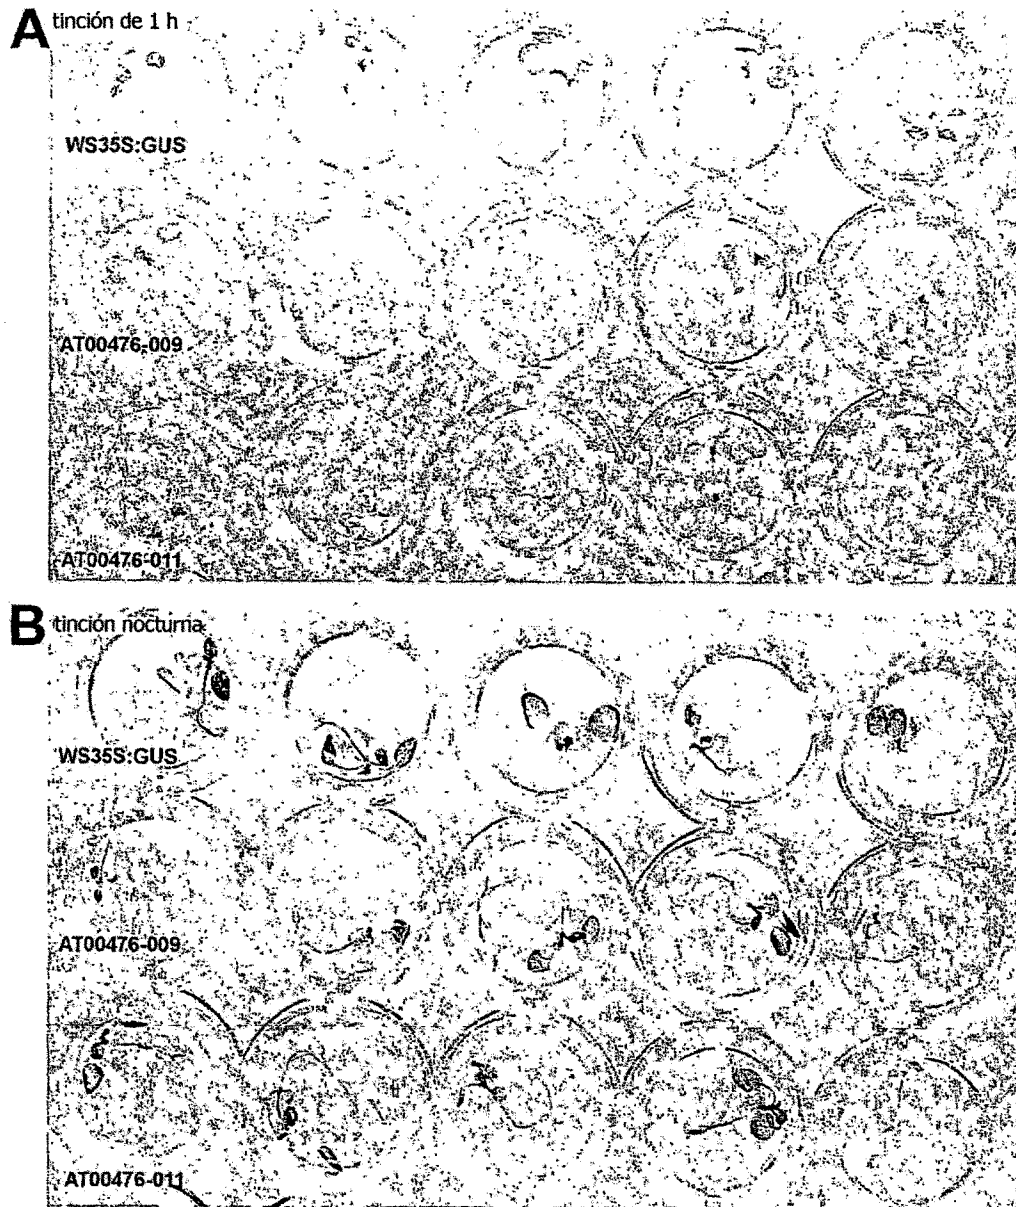 A tinción de 1 h
WS35S:GUS
AT00476-009
AT00476-011
B tinción nocturna
WS35S:GUS
AT00476-009
AT00476-011